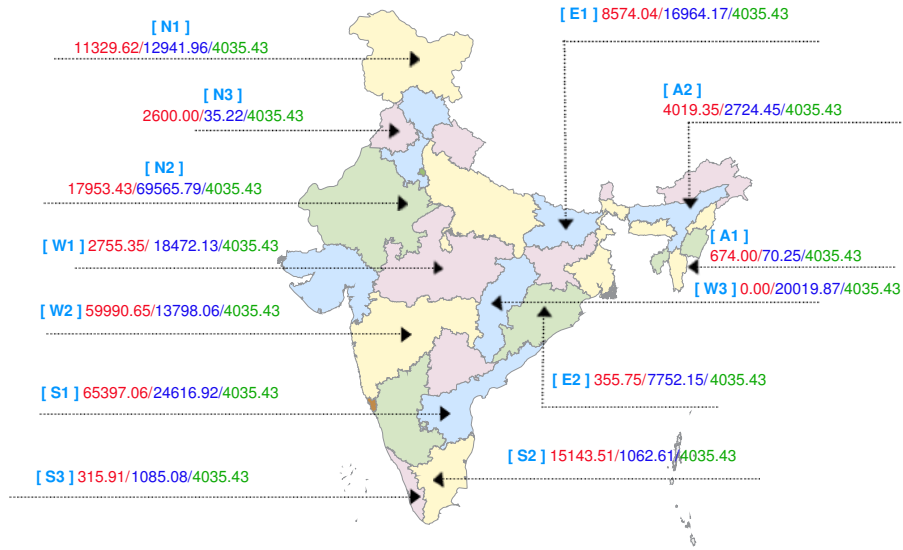 [ N1 ]
11329.62/12941.96/4035.43
[ E1 ] 8574.04/16964.17/4035.43
[ N3 ]
2600.00/35.22/4035.43
[ A2 ]
4019.35/2724.45/4035.43
[ N2 ]
17953.43/69565.79/4035.43
[ W1 ] 2755.35/ 18472.13/4035.43
[ A1 ]
674.00/70.25/4035.43
[ W3 ] 0.00/20019.87/4035.43
[ W2 ] 59990.65/13798.06/4035.43
[ E2 ] 355.75/7752.15/4035.43
[ S1 ] 65397.06/24616.92/4035.43
[ S2 ] 15143.51/1062.61/4035.43
[ S3 ] 315.91/1085.08/4035.43